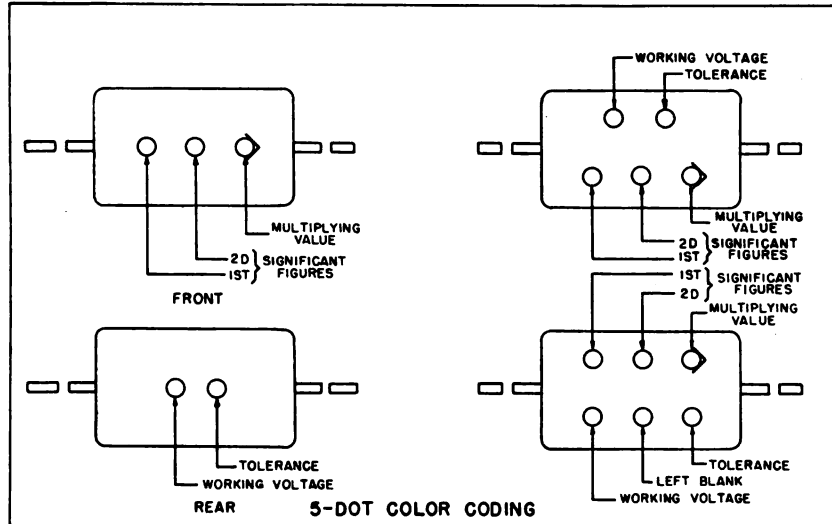 MULTIPLYING
VALUE
2D
1ST
SIGNIFICANT
FIGURES
FRONT
TOLERANCE
WORKING VOLTAGE
REAR
WORKING VOLTAGE
TOLERANCE
MULTIPLYING
VALUE
2D
1ST
SIGNIFICANT
FIGURES
1ST
2D
SIGNIFICANT
FIGURES
MULTIPLYING
VALUE
TOLERANCE
LEFT BLANK
WORKING VOLTAGE
5-DOT COLOR CODING